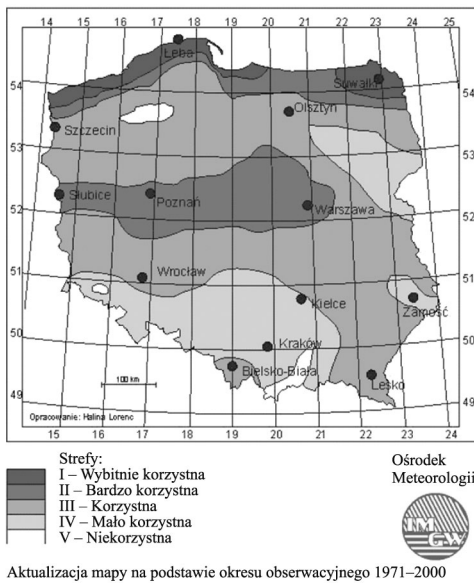 14 15 16 17 18 19 20 21 22 23 24
54 Łeba Suwałki 54
Olsztyn
53 Szczecin 53
52 Słubice Poznań Warszawa 52
51 Wrocław 51
Kielce Zamość
50 Kraków 50
Bielsko-Biała
Lesko
49 100 km 49
Opracowanie: Halina Lorenc
15 16 17 18 19 20 21 22 23 24
Strefy:
I – Wybitnie korzystna
II – Bardzo korzystna
III – Korzystna
IV – Mało korzystna
V – Niekorzystna
Ośrodek
Meteorologii
IM
GW
Aktualizacja mapy na podstawie okresu obserwacyjnego 1971–2000